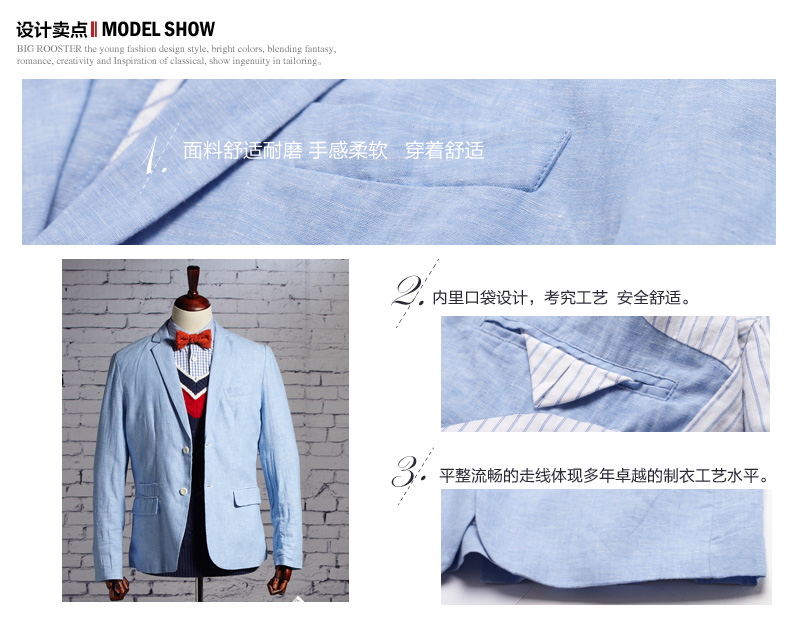 设计卖点 MODEL SHOW
BIG ROOSTER the young fashion design style, bright colors, blending fantasy,
romance, creativity and Inspiration of classical, show ingenuity in tailoring。
1. 面料舒适耐磨 手感柔软 穿着舒适
2. 内里口袋设计，考究工艺 安全舒适。
3. 平整流畅的走线体现多年卓越的制衣工艺水平。